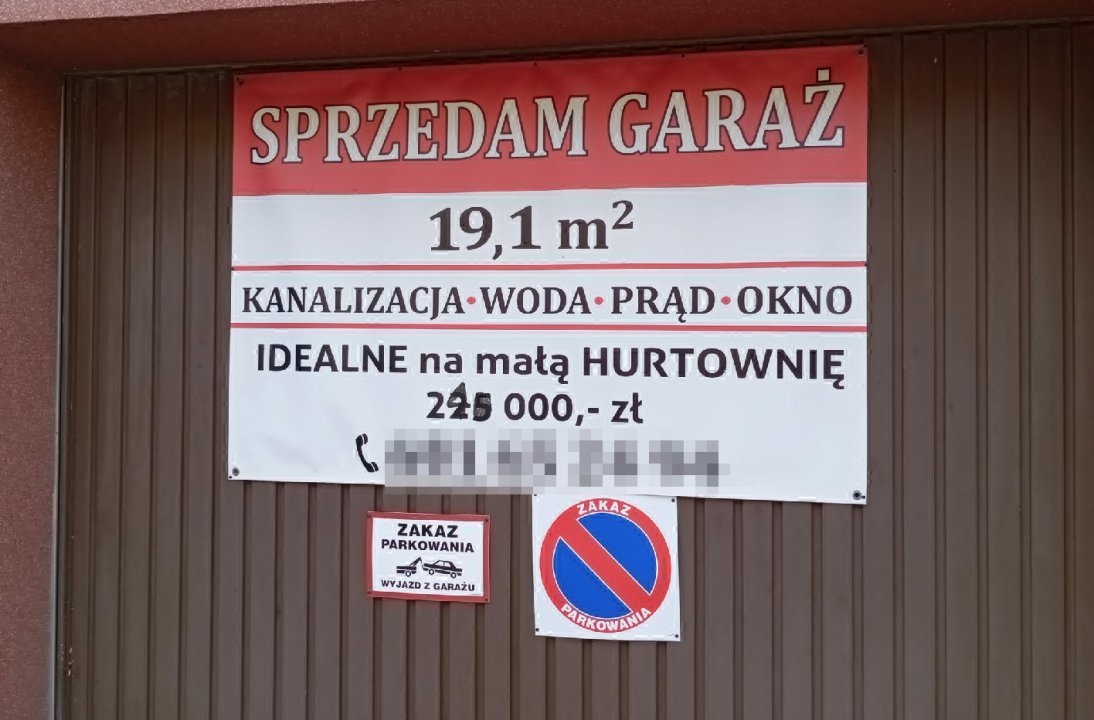 SPRZEDAM GARAŻ
19,1 m²
KANALIZACJA • WODA • PRĄD • OKNO
IDEALNE na małą HURTOWNIĘ
000,- zł
ZAKAZ
PARKOWANIA
WYJAZD Z GARAŻU
ZAKAZ
PARKOWANIA